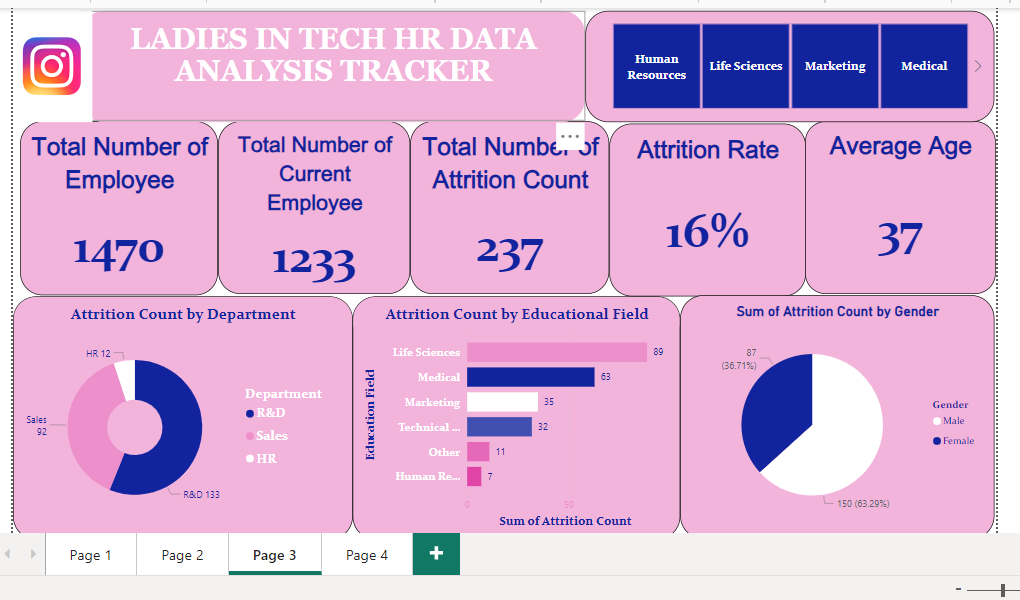 LADIES IN TECH HR DATA
ANALYSIS TRACKER
Human
Resources
Life Sciences
Marketing
Medical
Total Number of
Employee
1470
Total Number of
Current
Employee
1233
Total Number of
Attrition Count
237
Attrition Rate
16%
Average Age
37
Attrition Count by Department
HR 12
Sales
92
R&D 133
Department
R&D
Sales
HR
Attrition Count by Educational Field
Education Field
Life Sciences 89
Medical 63
Marketing 35
Technical ... 32
Other 11
Human Re... 7
0 50
Sum of Attrition Count
Sum of Attrition Count by Gender
87
(36.71%)
150 (63.29%)
Gender
Male
Female
Page 1 Page 2 Page 3 Page 4 +